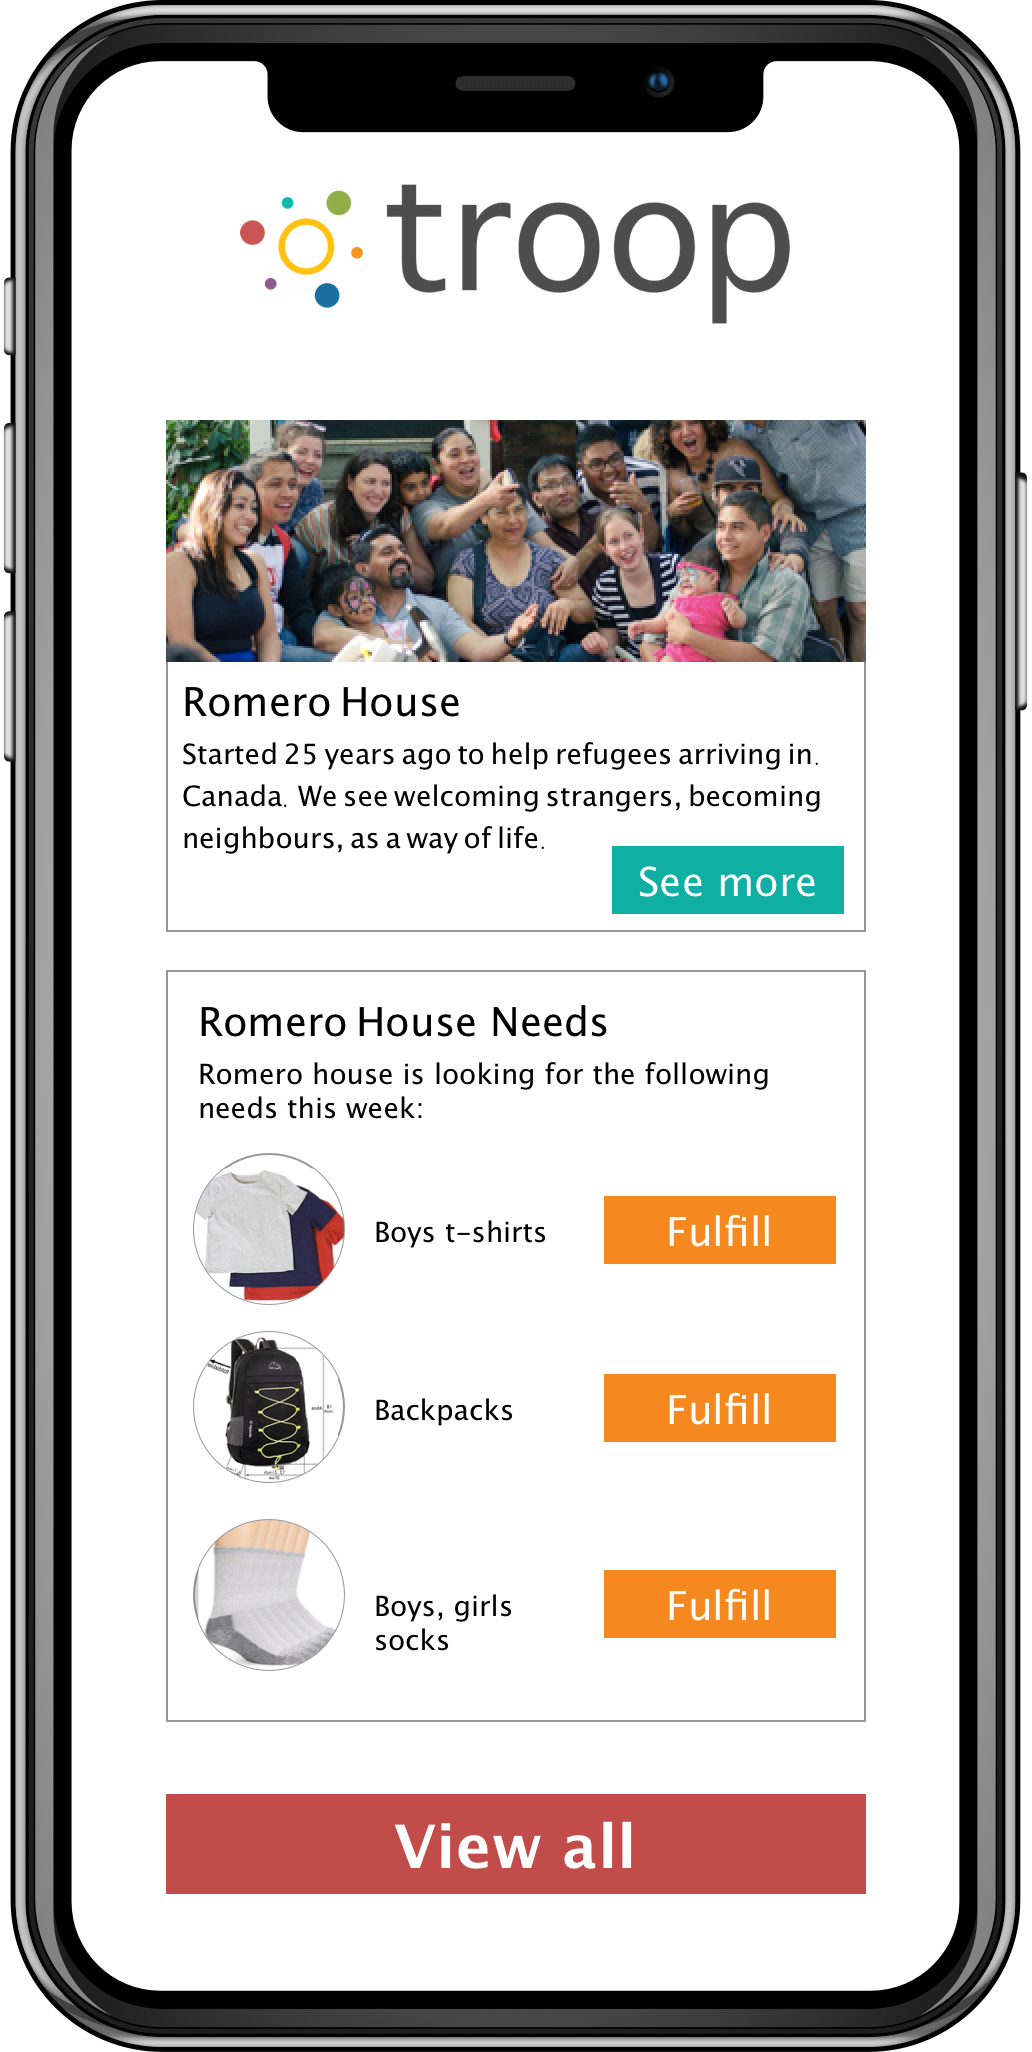 troop
Romero House
Started 25 years ago to help refugees arriving in.
Canada. We see welcoming strangers, becoming
neighbours, as a way of life.
See more
Romero House Needs
Romero house is looking for the following
needs this week:
Boys t-shirts
Fulfill
Backpacks
Fulfill
Boys, girls
socks
Fulfill
View all